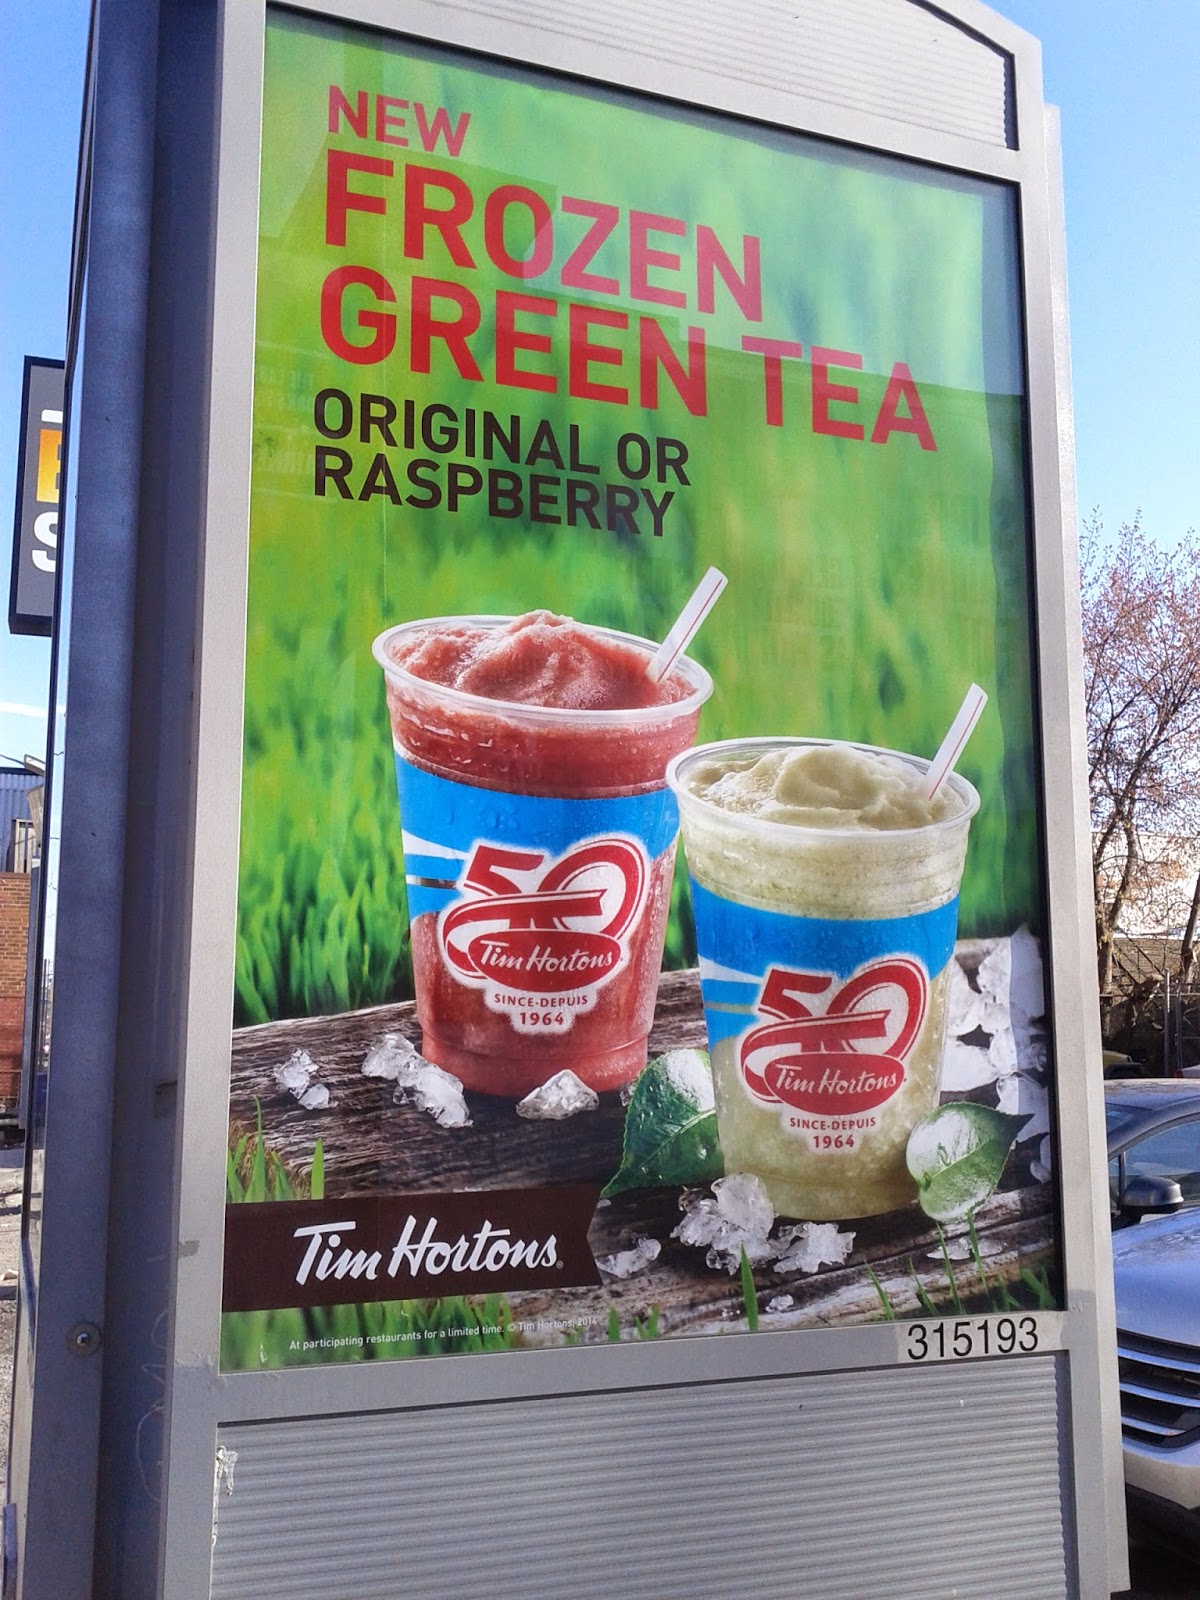 NEW
FROZEN
GREEN TEA
ORIGINAL OR
RASPBERRY
50
Tim Hortons
SINCE-DEPUIS
1964
50
Tim Hortons
SINCE-DEPUIS
1964
Tim Hortons®
At participating restaurants for a limited time. © Tim Hortons, 2014
315193